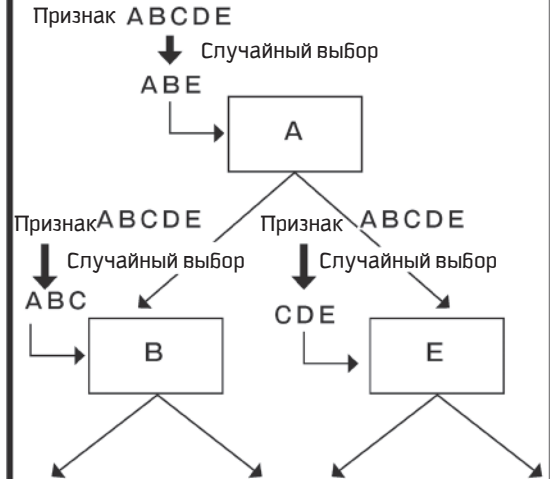 Признак ABCDE
Случайный выбор
ABE
A
Признак ABCDE
Признак ABCDE
Случайный выбор
Случайный выбор
ABC
CDE
B
E